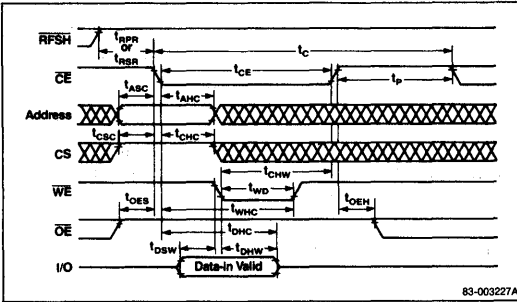 RFSH
tRPR
or
tRSR
tC
CE
tCE
tP
tASC
tAHC
Address
tCSC
tCHC
CS
tCHW
WE
tWD
tOES
tWHC
tOEH
OE
tDHC
tDSW
tDHW
I/O
Data-in Valid
83-003227A